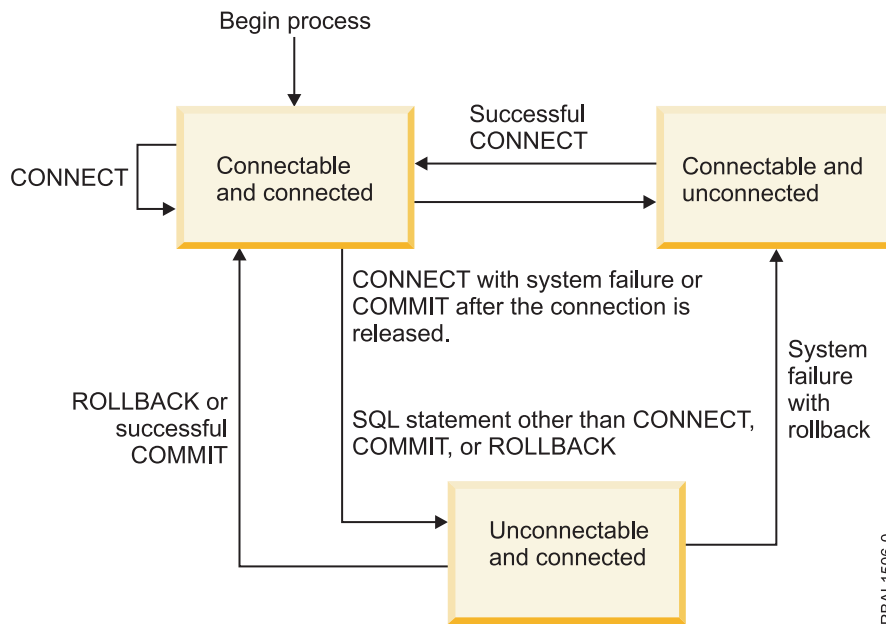 Begin process
Successful
CONNECT
Connectable
and connected
Connectable and
unconnected
CONNECT
CONNECT with system failure or
COMMIT after the connection is
released.
System
failure
with
rollback
ROLLBACK or
successful
COMMIT
SQL statement other than CONNECT,
COMMIT, or ROLLBACK
Unconnectable
and connected